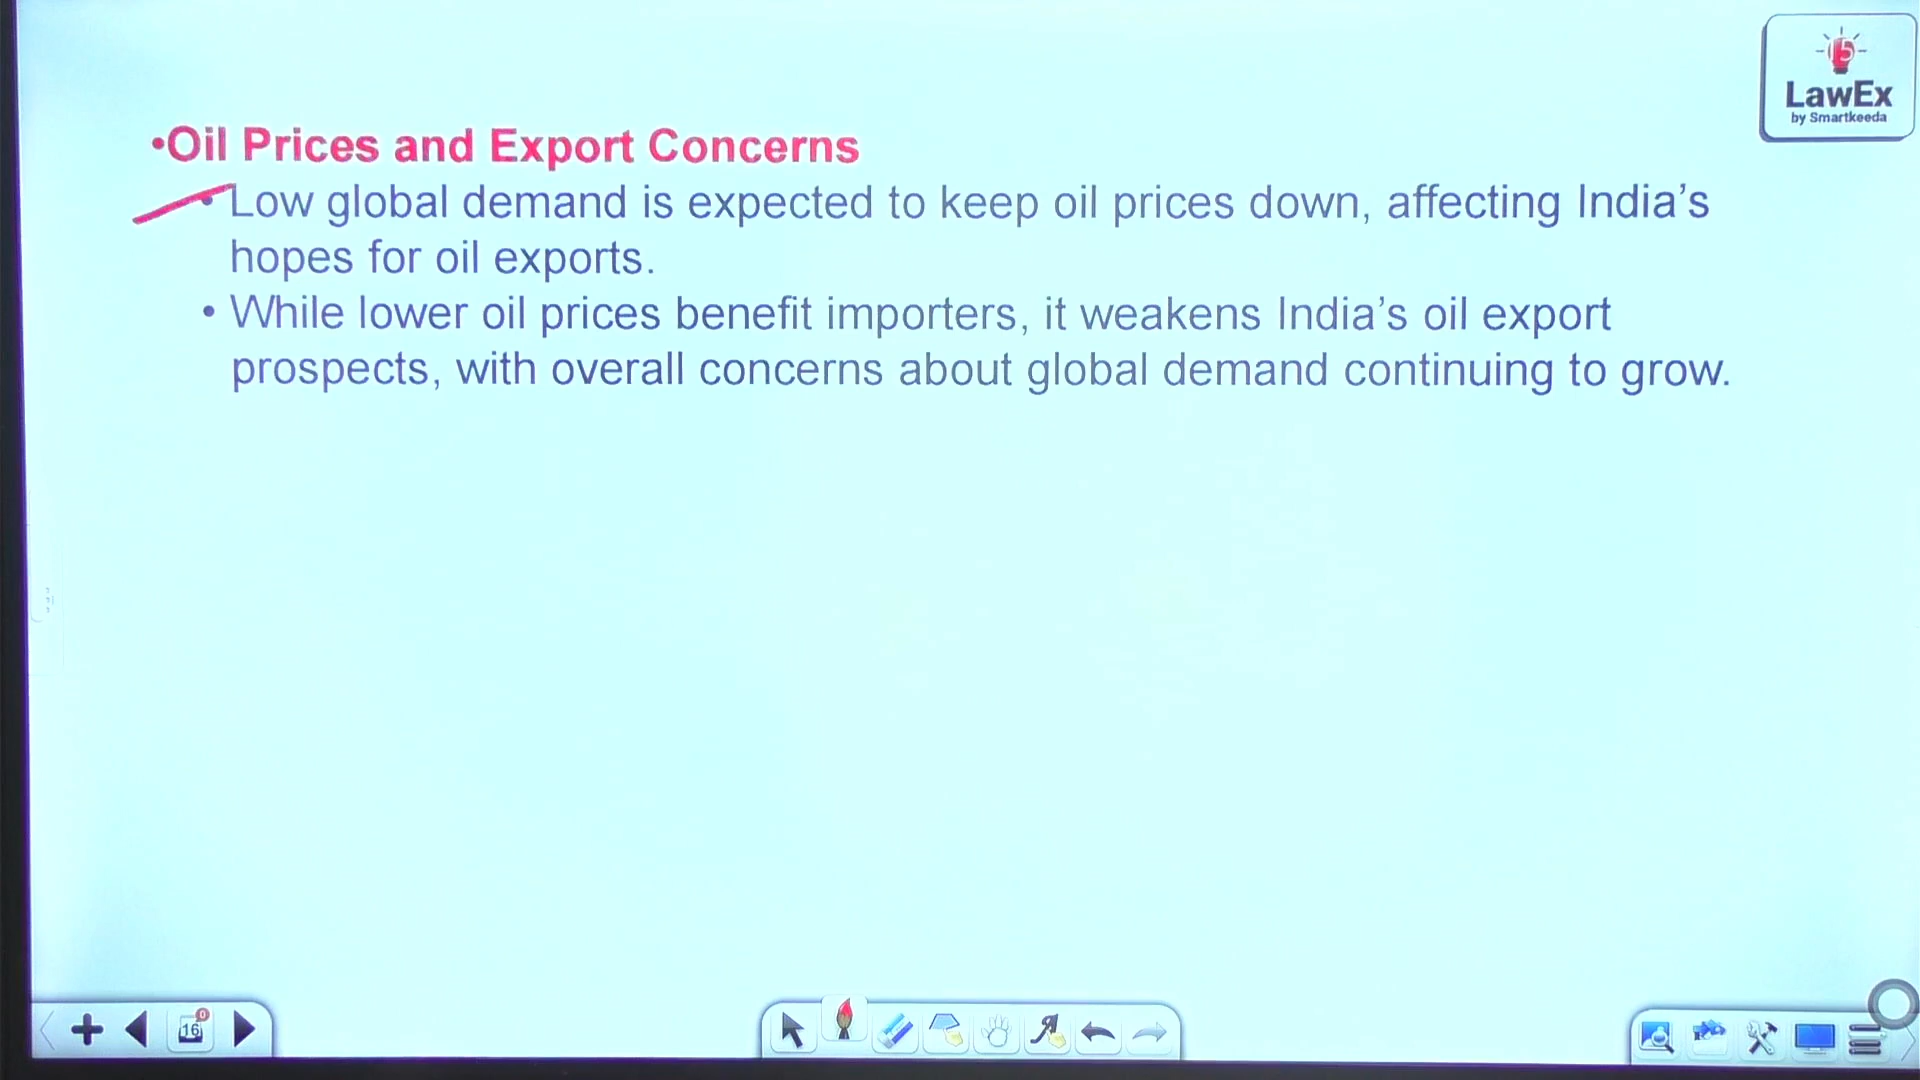 LawEx
by Smartkeeda
•Oil Prices and Export Concerns
• Low global demand is expected to keep oil prices down, affecting India’s
hopes for oil exports.
• While lower oil prices benefit importers, it weakens India’s oil export
prospects, with overall concerns about global demand continuing to grow.
16
0